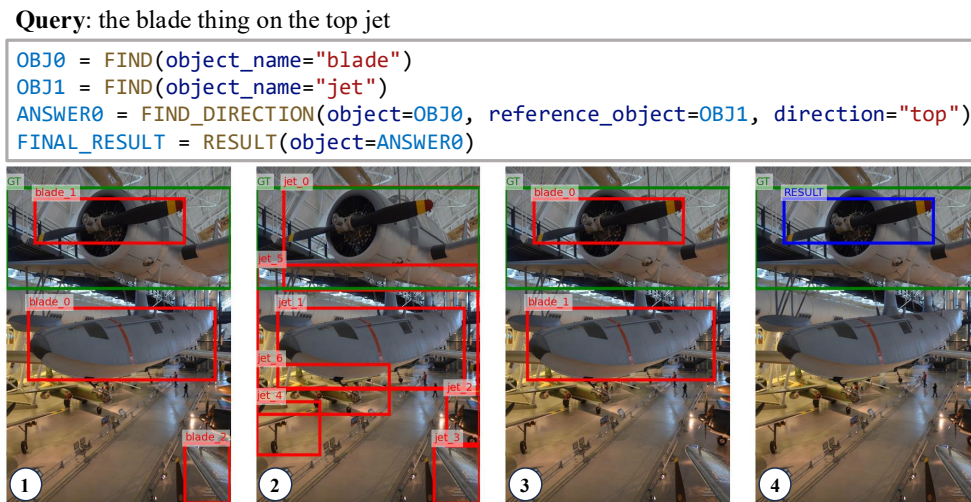 Query: the blade thing on the top jet
OBJ0 = FIND(object_name="blade")
OBJ1 = FIND(object_name="jet")
ANSWER0 = FIND_DIRECTION(object=OBJ0, reference_object=OBJ1, direction="top")
FINAL_RESULT = RESULT(object=ANSWER0)
GT
blade_1
blade_0
blade_2
1
GT
jet_0
jet_5
jet_1
jet_6
jet_2
jet_4
jet_3
2
GT
blade_0
blade_1
3
GT
RESULT
4